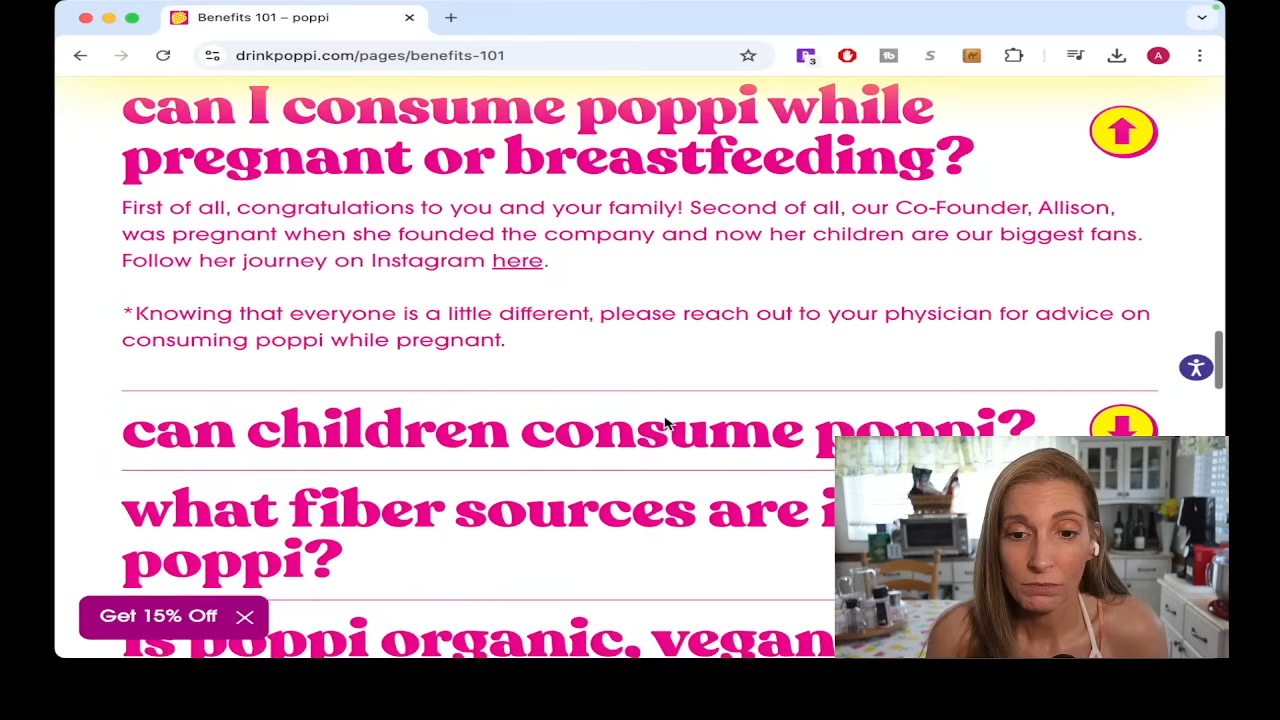 Benefits 101 – poppi
drinkpoppi.com/pages/benefits-101
3
A
can I consume poppi while
pregnant or breastfeeding?
First of all, congratulations to you and your family! Second of all, our Co-Founder, Allison,
was pregnant when she founded the company and now her children are our biggest fans.
Follow her journey on Instagram here.
*Knowing that everyone is a little different, please reach out to your physician for advice on
consuming poppi while pregnant.
can children consume poppi?
what fiber sources are i
poppi?
Get 15% Off
is poppi organic, vegan